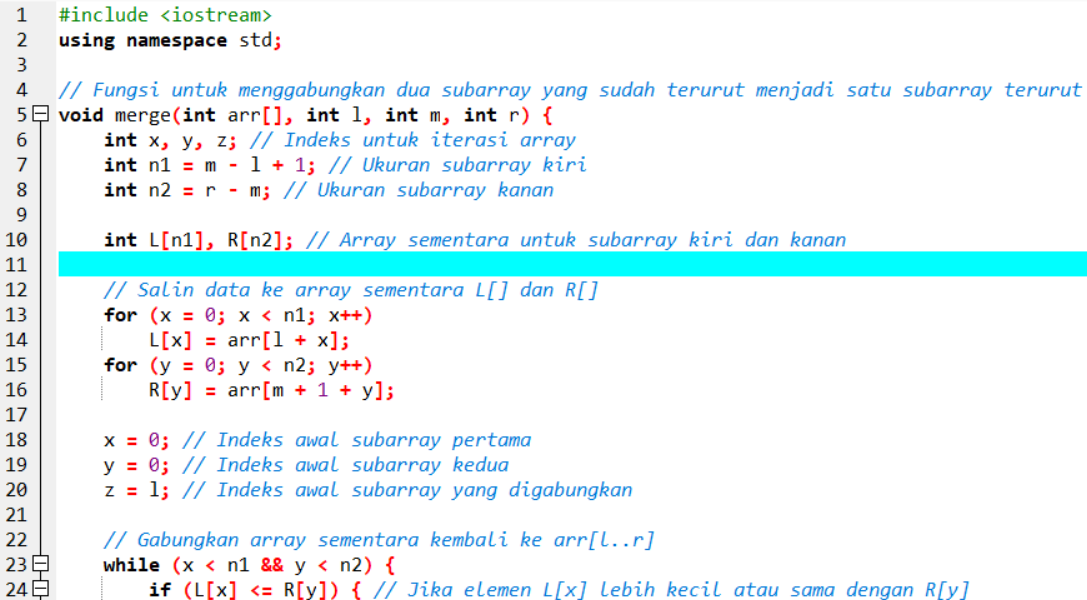 1 #include <iostream>
2 using namespace std;
3
4 // Fungsi untuk menggabungkan dua subarray yang sudah terurut menjadi satu subarray terurut
5 void merge(int arr[], int l, int m, int r) {
6 int x, y, z; // Indeks untuk iterasi array
7 int n1 = m - l + 1; // Ukuran subarray kiri
8 int n2 = r - m; // Ukuran subarray kanan
9
10 int L[n1], R[n2]; // Array sementara untuk subarray kiri dan kanan
11
12 // Salin data ke array sementara L[] dan R[]
13 for (x = 0; x < n1; x++)
14 L[x] = arr[l + x];
15 for (y = 0; y < n2; y++)
16 R[y] = arr[m + 1 + y];
17
18 x = 0; // Indeks awal subarray pertama
19 y = 0; // Indeks awal subarray kedua
20 z = l; // Indeks awal subarray yang digabungkan
21
22 // Gabungkan array sementara kembali ke arr[l..r]
23 while (x < n1 && y < n2) {
24 if (L[x] <= R[y]) { // Jika elemen L[x] lebih kecil atau sama dengan R[y]